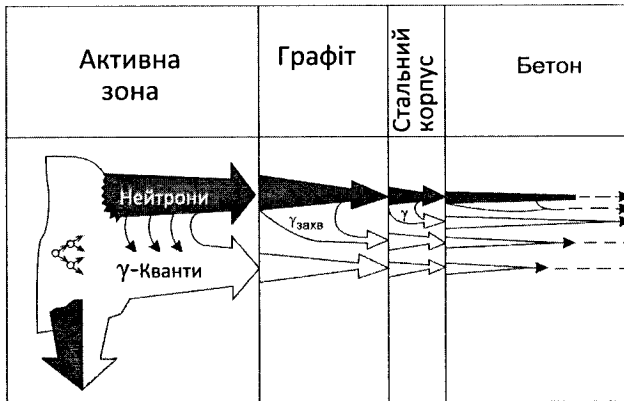 Активна
зона
Графіт
Стальний
корпус
Бетон
Нейтрони
γзахв
γ
γ-Кванти